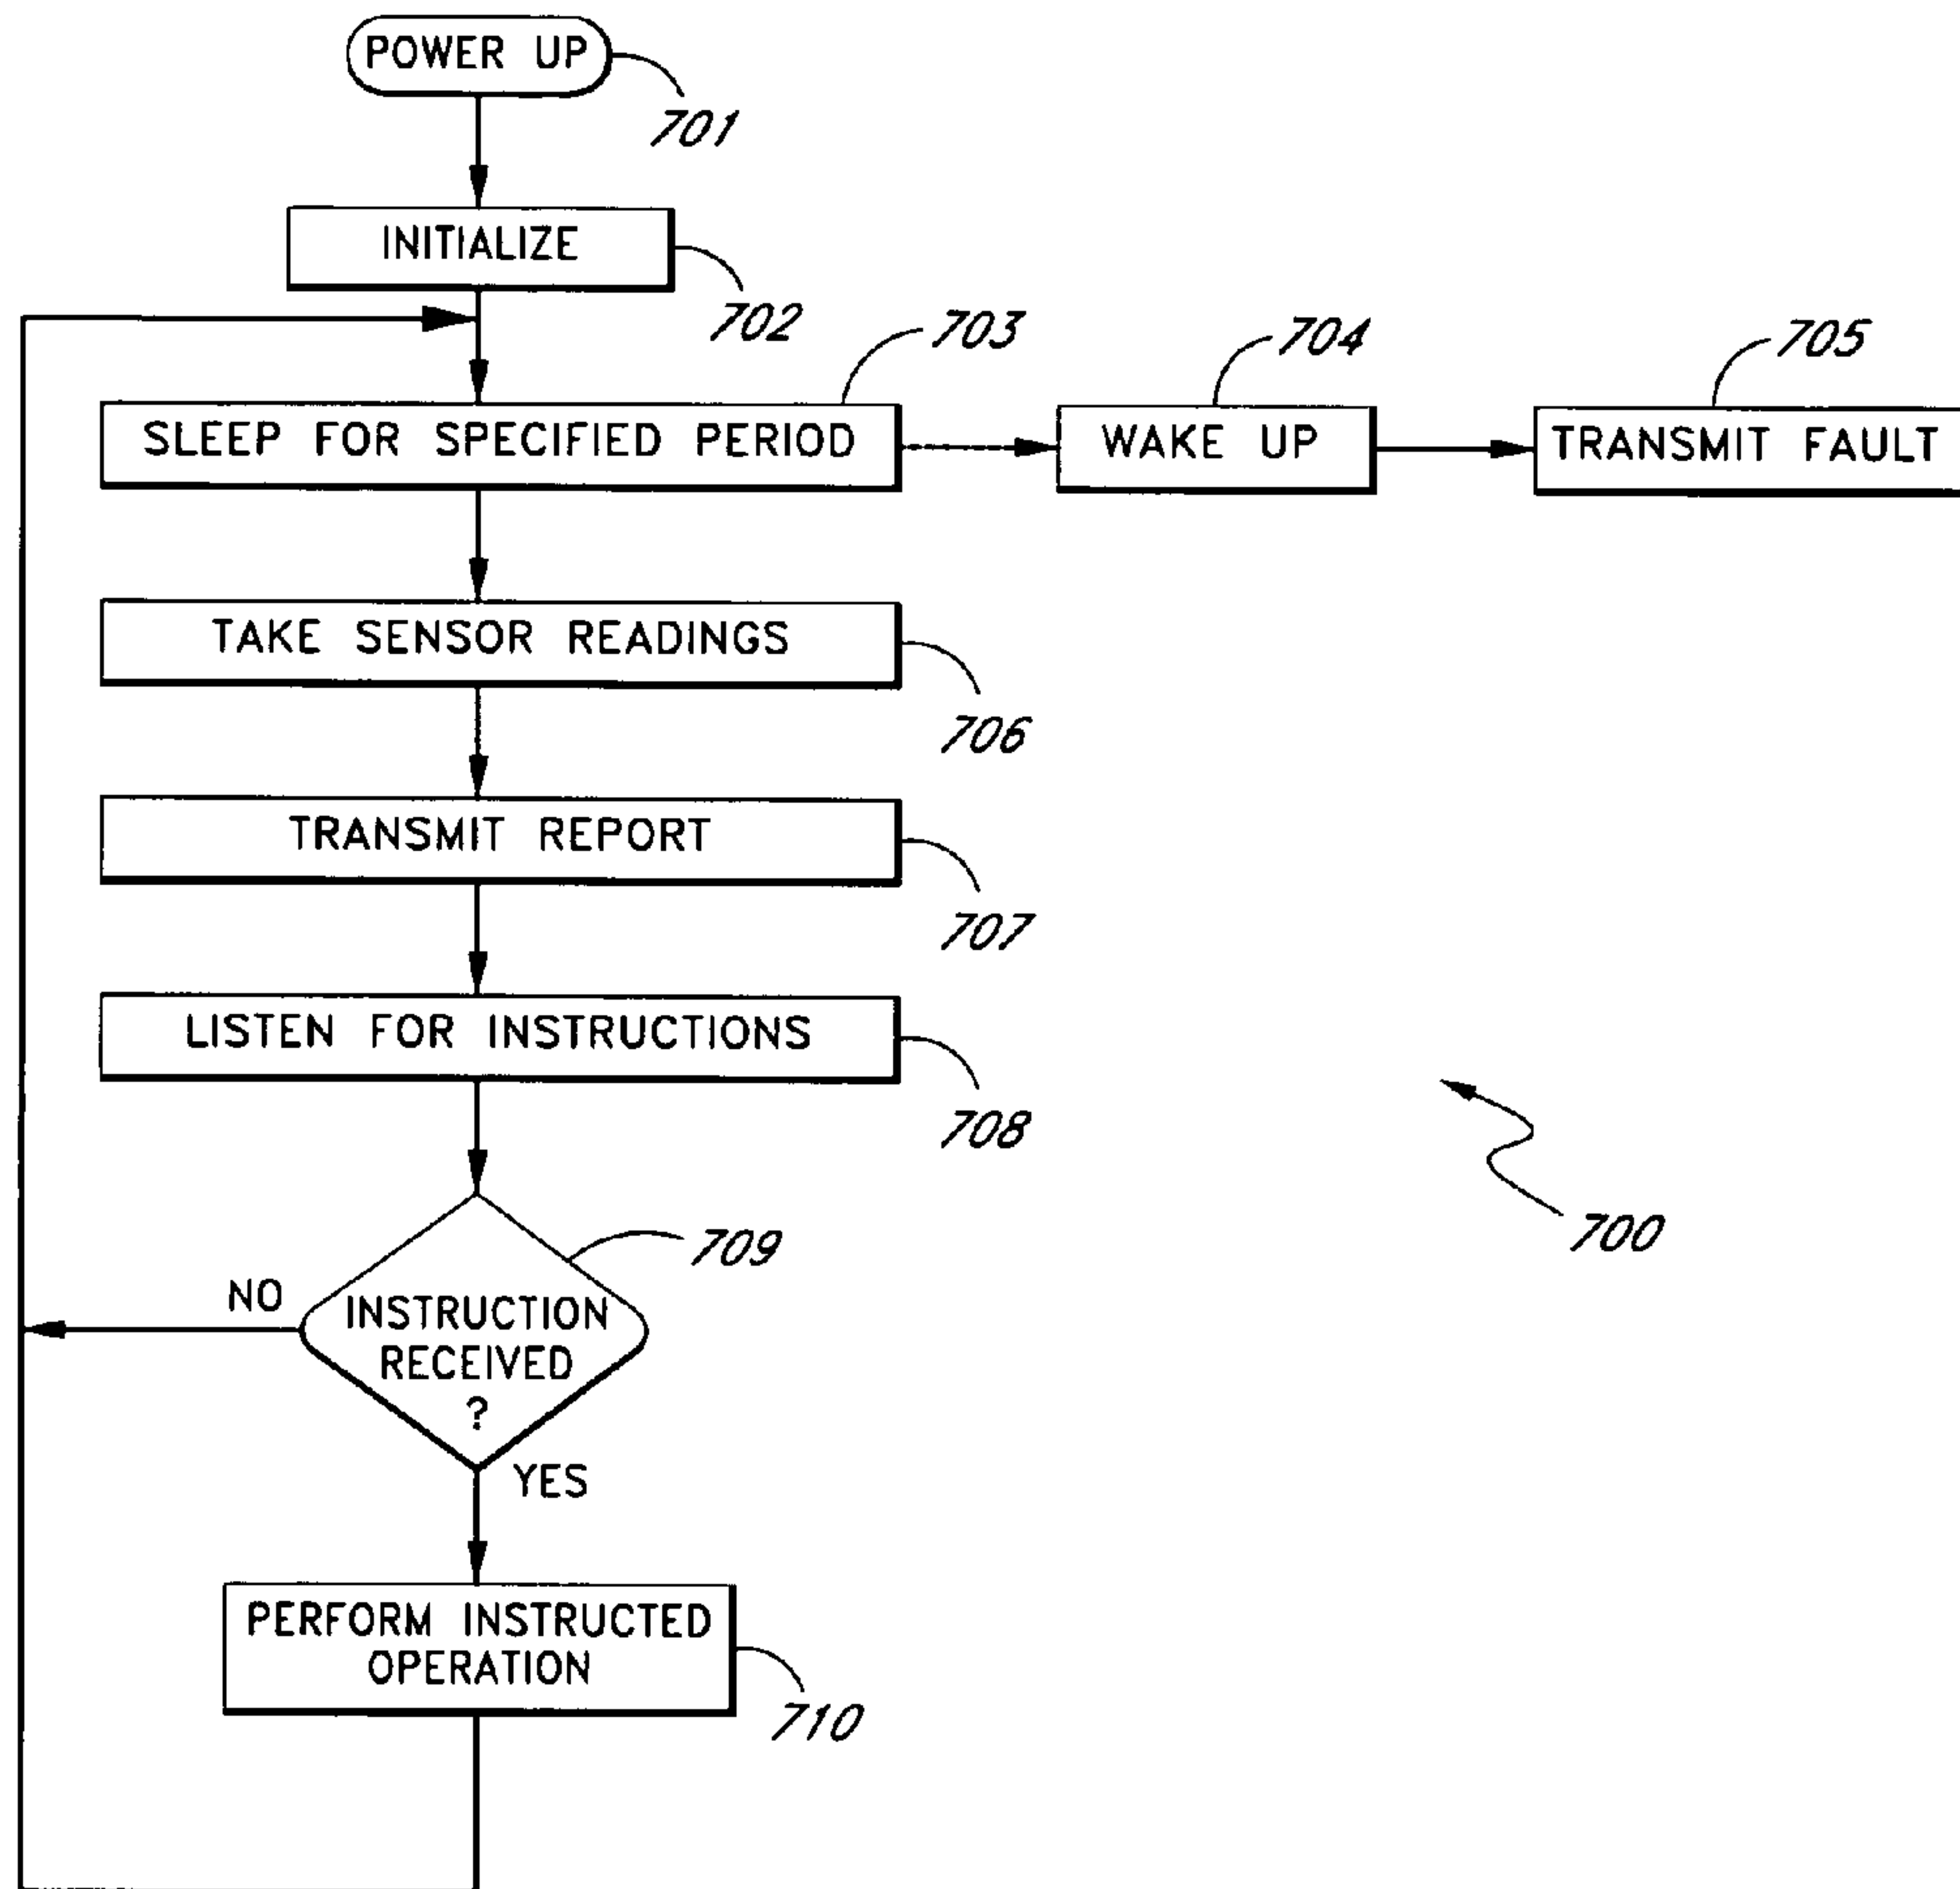 POWER UP
701
INITIALIZE
702
703
704
705
SLEEP FOR SPECIFIED PERIOD
WAKE UP
TRANSMIT FAULT
TAKE SENSOR READINGS
706
TRANSMIT REPORT
707
LISTEN FOR INSTRUCTIONS
708
709
NO
INSTRUCTION
RECEIVED
?
700
YES
PERFORM INSTRUCTED
OPERATION
710